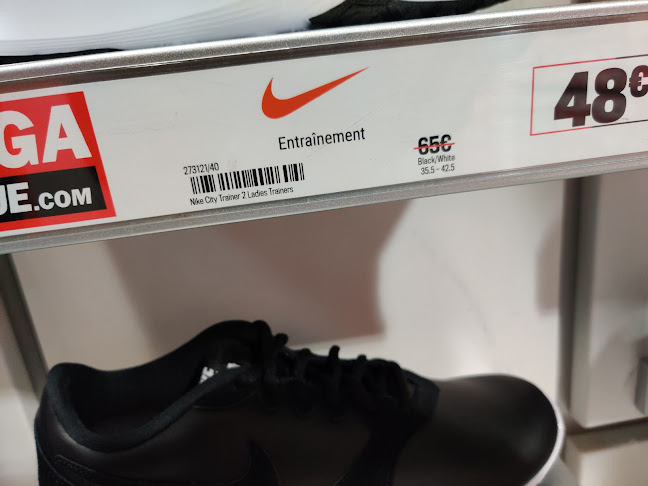 GA
UE.COM
Entraînement
273121/40
Nike City Trainer 2 Ladies Trainers
65€
Black/White
35.5 - 42.5
48€